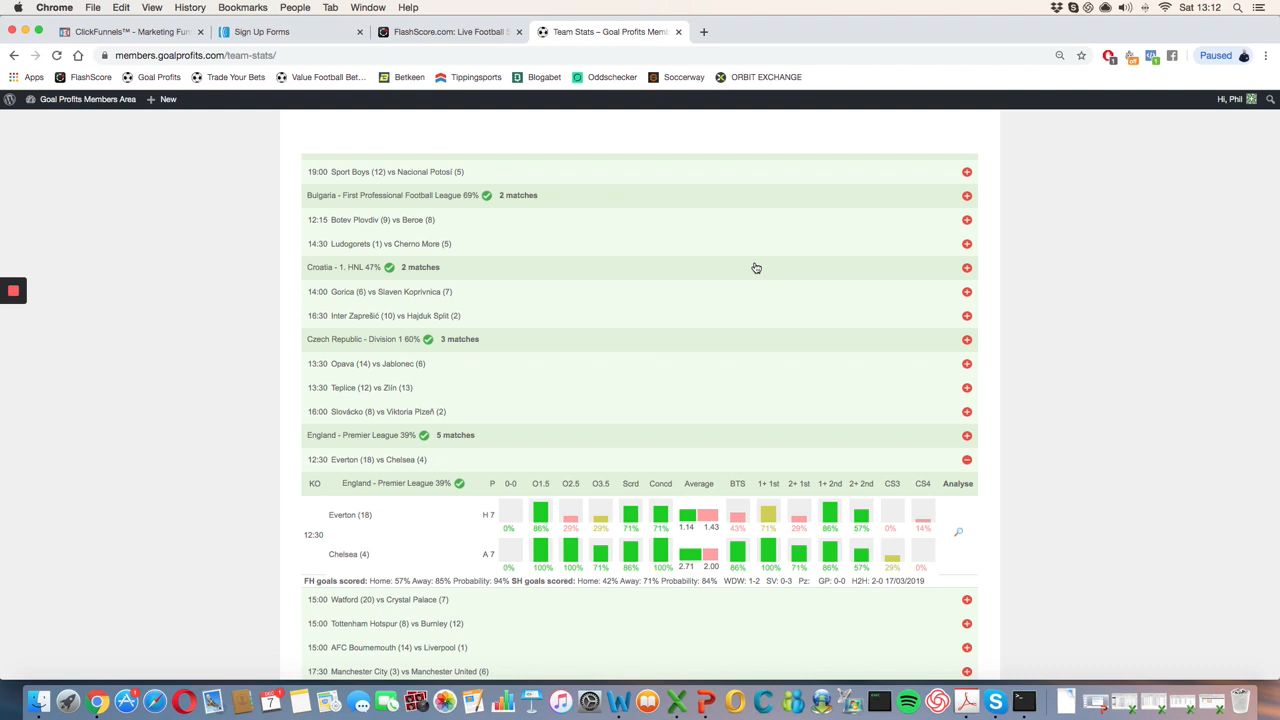 Chrome File Edit View History Bookmarks People Tab Window Help Sat 13:12
ClickFunnels™ - Marketing Fun Sign Up Forms FlashScore.com: Live Football S Team Stats – Goal Profits Mem
members.goalprofits.com/team-stats/ Paused
Apps FlashScore Goal Profits Trade Your Bets Value Football Bet... Betkeen Tippingsports Blogabet Oddschecker Soccerway ORBIT EXCHANGE
Goal Profits Members Area New Hi, Phil
19:00 Sport Boys (12) vs Nacional Potosí (5)
Bulgaria - First Professional Football League 69% 2 matches
12:15 Botev Plovdiv (9) vs Beroe (8)
14:30 Ludogorets (1) vs Cherno More (5)
Croatia - 1. HNL 47% 2 matches
14:00 Gorica (6) vs Slaven Koprivnica (7)
16:30 Inter Zaprešić (10) vs Hajduk Split (2)
Czech Republic - Division 1 60% 3 matches
13:30 Opava (14) vs Jablonec (6)
13:30 Teplice (12) vs Zlín (13)
16:00 Slovácko (8) vs Viktoria Plzeň (2)
England - Premier League 39% 5 matches
12:30 Everton (18) vs Chelsea (4)
KO England - Premier League 39% P 0-0 O1.5 O2.5 O3.5 Scrd Concd Average BTS 1+ 1st 2+ 1st 1+ 2nd 2+ 2nd CS3 CS4 Analyse
Everton (18) H 7
0% 86% 29% 29% 71% 71% 1.14 1.43 43% 71% 29% 86% 57% 0% 14%
12:30
Chelsea (4) A 7
0% 100% 100% 71% 86% 100% 2.71 2.00 86% 100% 71% 86% 57% 29% 0%
FH goals scored: Home: 57% Away: 85% Probability: 94% SH goals scored: Home: 42% Away: 71% Probability: 84% WDW: 1-2 SV: 0-3 Pz: GP: 0-0 H2H: 2-0 17/03/2019
15:00 Watford (20) vs Crystal Palace (7)
15:00 Tottenham Hotspur (8) vs Burnley (12)
15:00 AFC Bournemouth (14) vs Liverpool (1)
17:30 Manchester City (3) vs Manchester United (6)